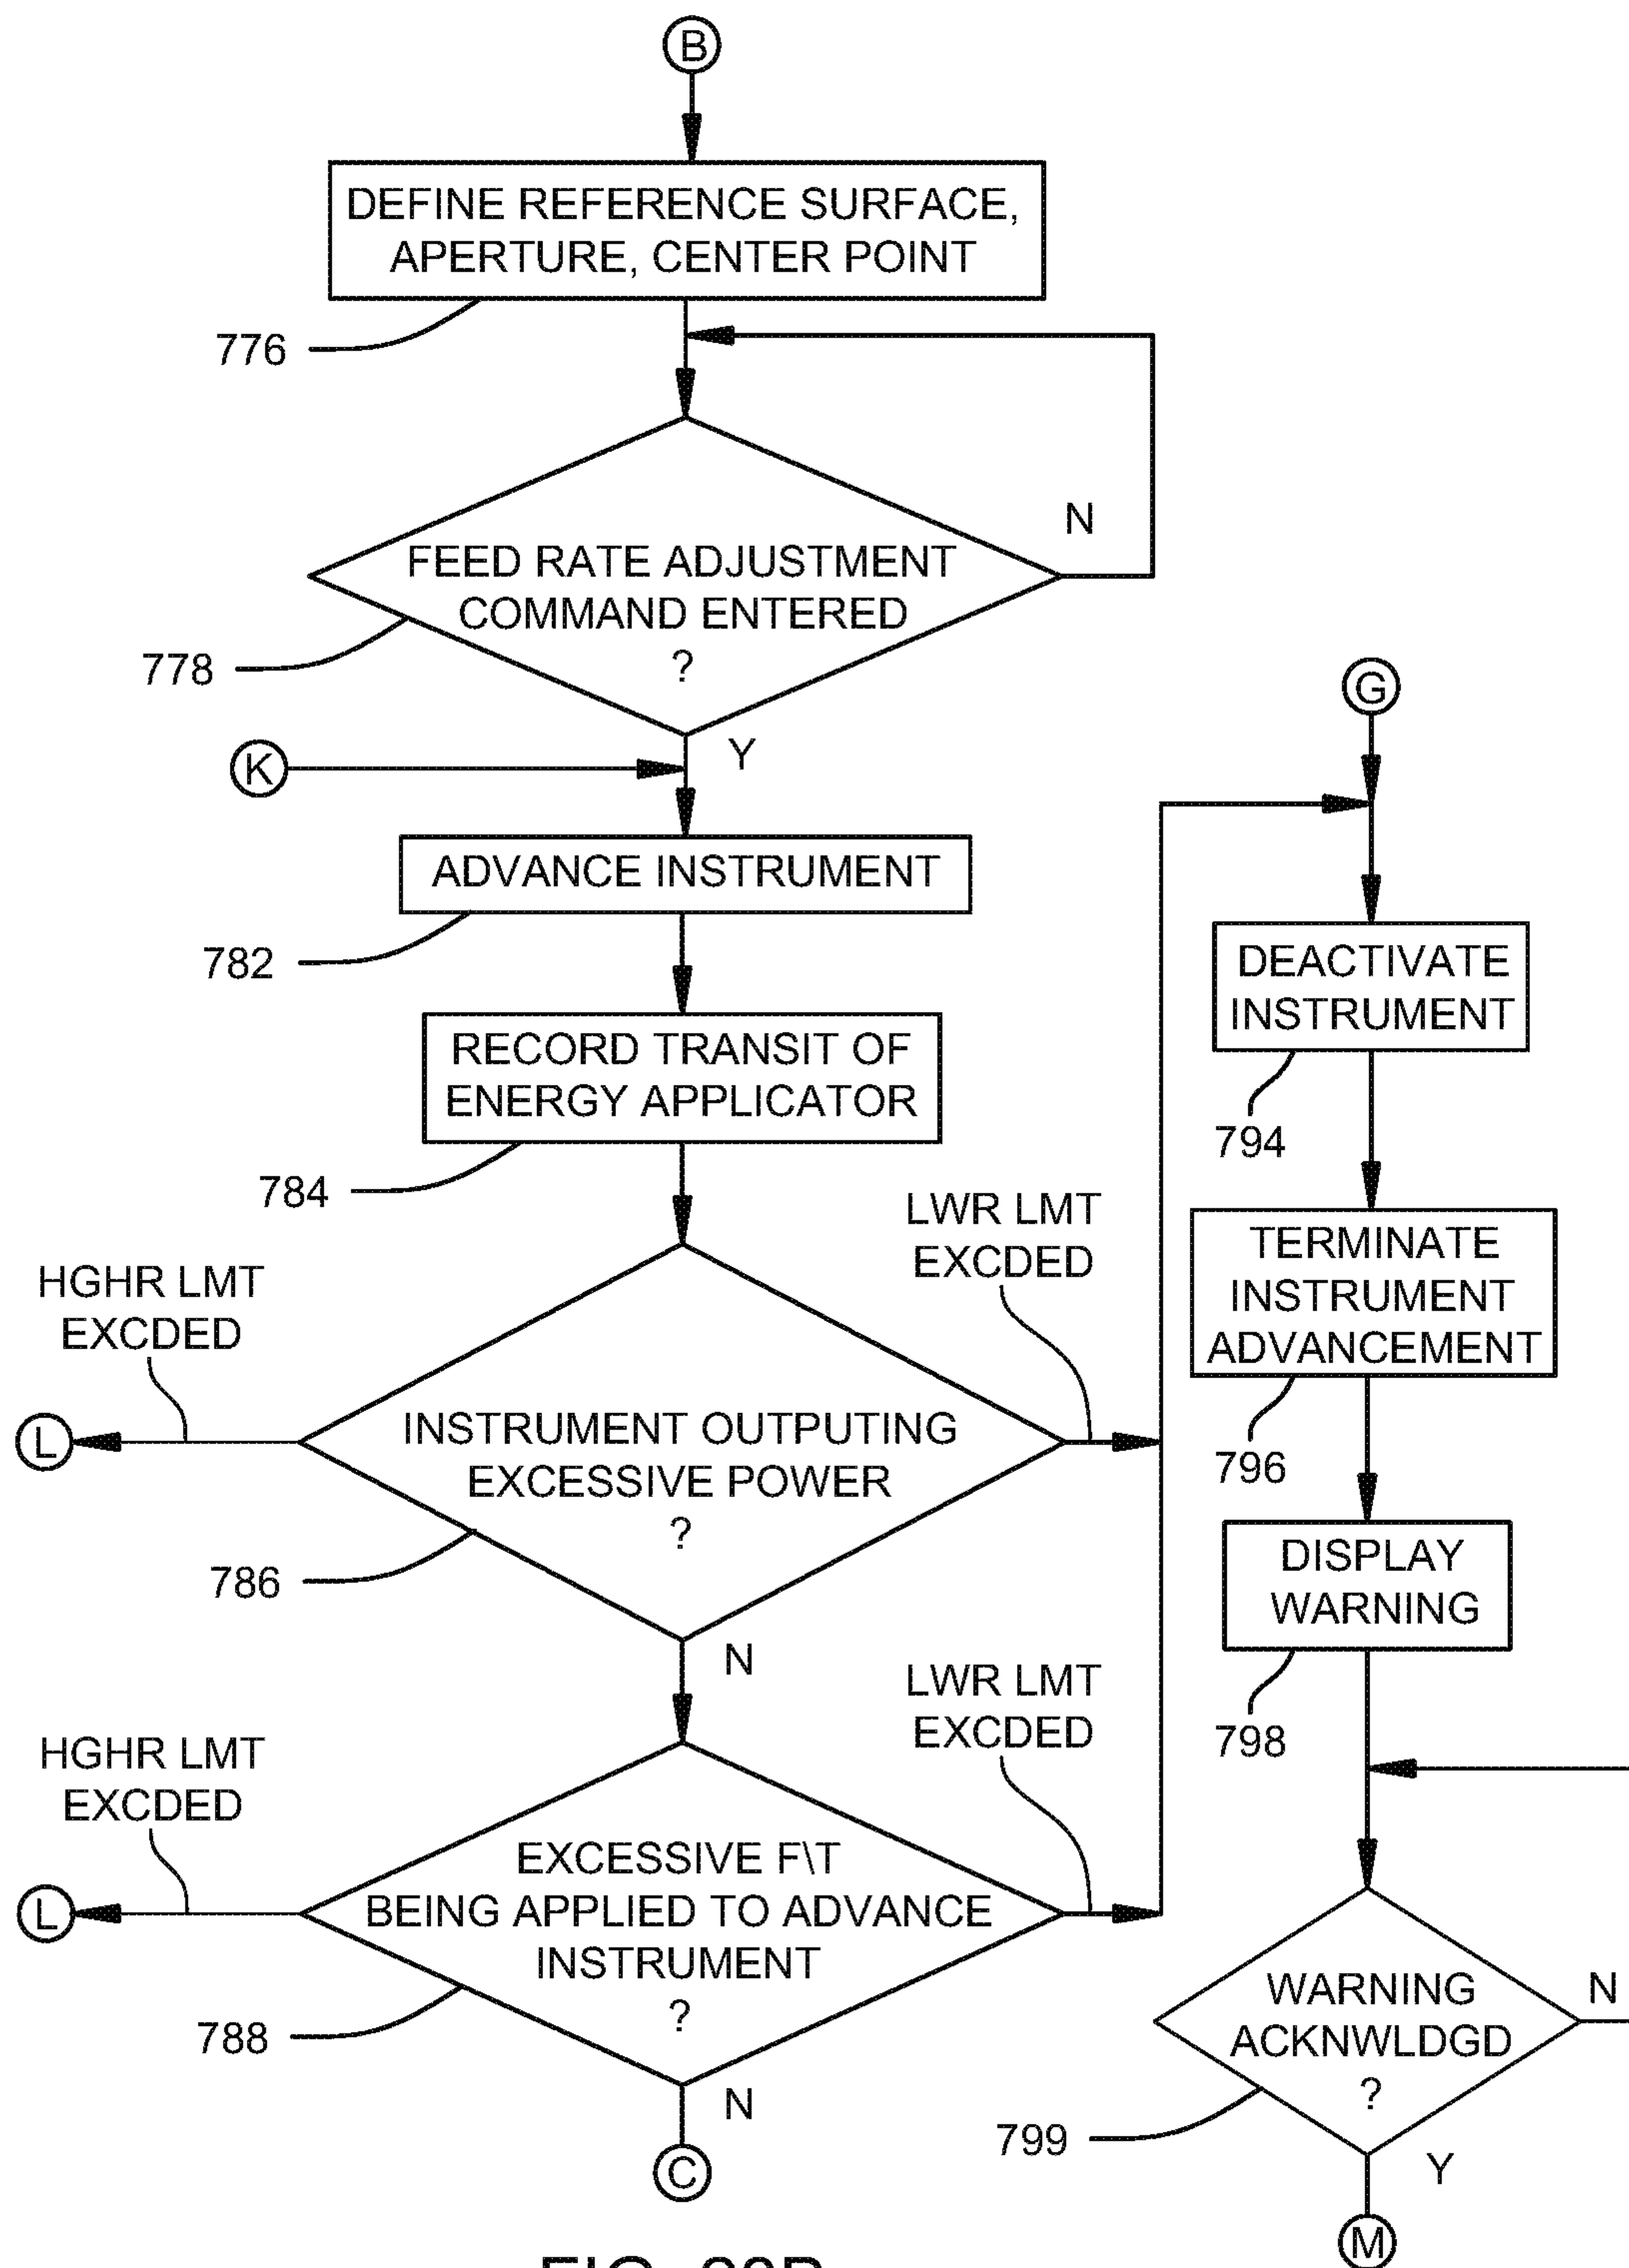 B
DEFINE REFERENCE SURFACE,
APERTURE, CENTER POINT
776
N
FEED RATE ADJUSTMENT
COMMAND ENTERED
?
778
Y
K
ADVANCE INSTRUMENT
782
RECORD TRANSIT OF
ENERGY APPLICATOR
784
HGHR LMT
EXCDED
LWR LMT
EXCDED
L
INSTRUMENT OUTPUTING
EXCESSIVE POWER
?
786
N
HGHR LMT
EXCDED
LWR LMT
EXCDED
L
EXCESSIVE F\T
BEING APPLIED TO ADVANCE
INSTRUMENT
?
788
N
C
G
DEACTIVATE
INSTRUMENT
794
TERMINATE
INSTRUMENT
ADVANCEMENT
796
DISPLAY
WARNING
798
WARNING
ACKNWLDGD
?
N
799
Y
M
FIG.